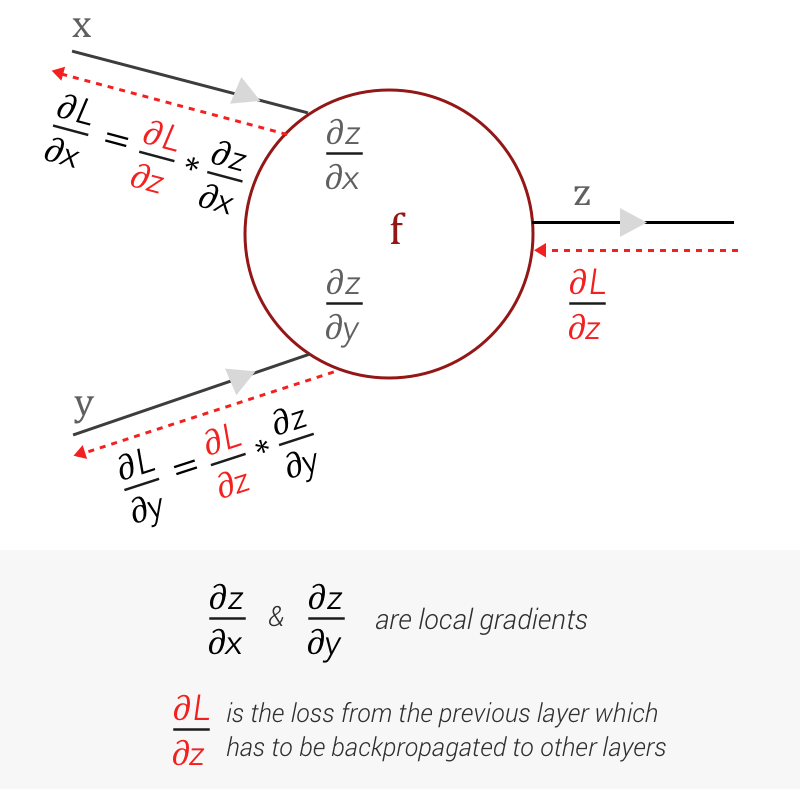 x
∂L/∂x = ∂L/∂z * ∂z/∂x
∂z/∂x
f
z
∂L/∂z
∂z/∂y
y
∂L/∂y = ∂L/∂z * ∂z/∂y
∂z/∂x & ∂z/∂y are local gradients
∂L/∂z is the loss from the previous layer which
has to be backpropagated to other layers